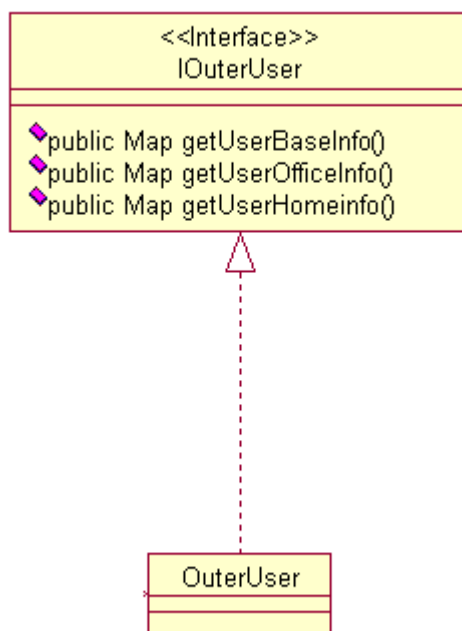 <<Interface>>
IOuterUser
public Map getUserBaseInfo()
public Map getUserOfficeInfo()
public Map getUserHomeinfo()
OuterUser